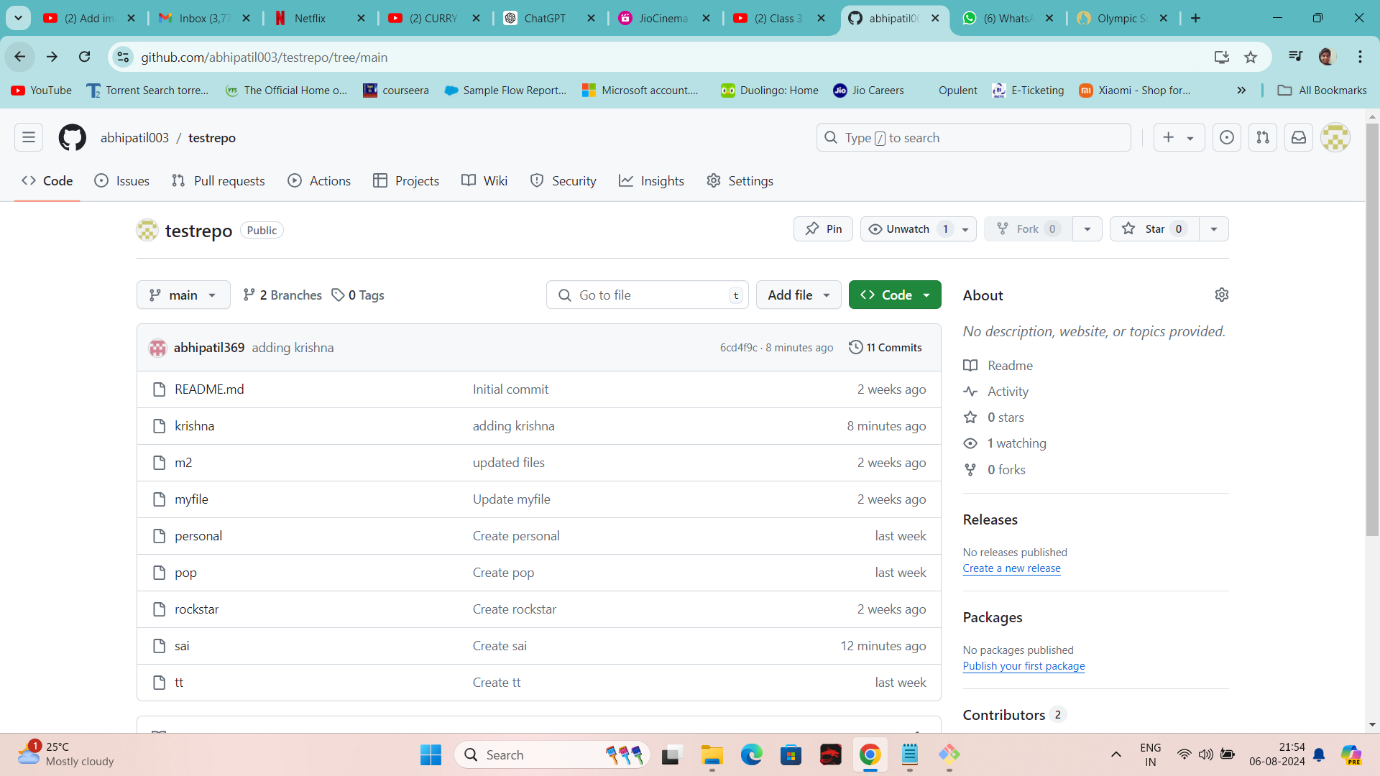 (2) Add im
Inbox (3,77
Netflix
(2) CURRY
ChatGPT
JioCinema
(2) Class 3
abhipatil00
(6) WhatsA
Olympic S
github.com/abhipatil003/testrepo/tree/main
YouTube
Torrent Search torre...
The Official Home o...
courseera
Sample Flow Report...
Microsoft account....
Duolingo: Home
Jio Careers
Opulent
E-Ticketing
Xiaomi - Shop for...
All Bookmarks
abhipatil003 / testrepo
Type / to search
Code
Issues
Pull requests
Actions
Projects
Wiki
Security
Insights
Settings
testrepo Public
Pin
Unwatch 1
Fork 0
Star 0
main
2 Branches
0 Tags
Go to file t
Add file
Code
abhipatil369 adding krishna
6cd4f9c · 8 minutes ago
11 Commits
README.md Initial commit 2 weeks ago
krishna adding krishna 8 minutes ago
m2 updated files 2 weeks ago
myfile Update myfile 2 weeks ago
personal Create personal last week
pop Create pop last week
rockstar Create rockstar 2 weeks ago
sai Create sai 12 minutes ago
tt Create tt last week
About
No description, website, or topics provided.
Readme
Activity
0 stars
1 watching
0 forks
Releases
No releases published
Create a new release
Packages
No packages published
Publish your first package
Contributors 2
1
25°C
Mostly cloudy
Search
ENG
IN
21:54
06-08-2024
PRE